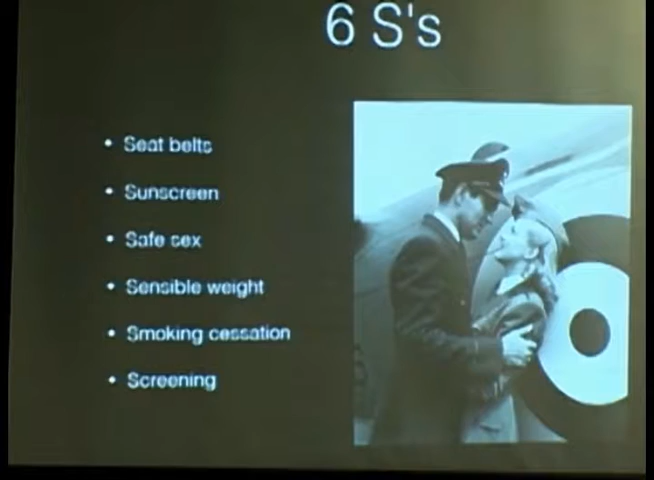 6 S's
• Seat belts
• Sunscreen
• Safe sex
• Sensible weight
• Smoking cessation
• Screening